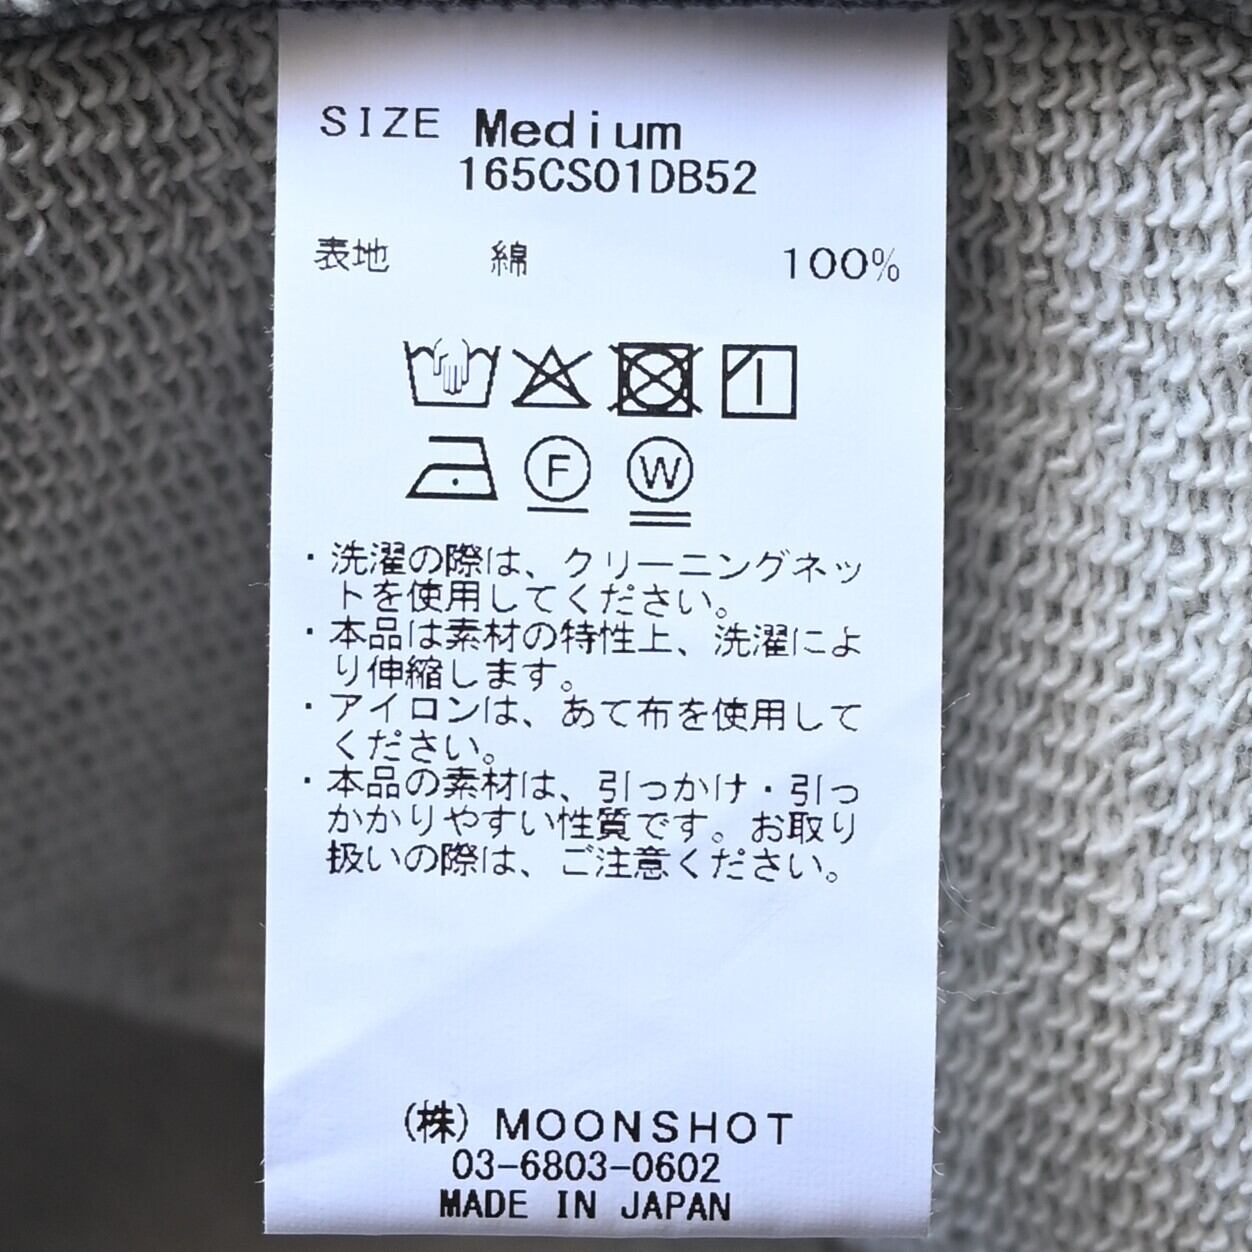 SIZE Medium
165CS01DB52
表地 綿 100%
F W
・洗濯の際は、クリーニングネッ
トを使用してください。
・本品は素材の特性上、洗濯によ
り伸縮します。
・アイロンは、あて布を使用して
ください。
・本品の素材は、引っかけ・引っ
かかりやすい性質です。お取り
扱いの際は、ご注意ください。
(株) MOONSHOT
03-6803-0602
MADE IN JAPAN